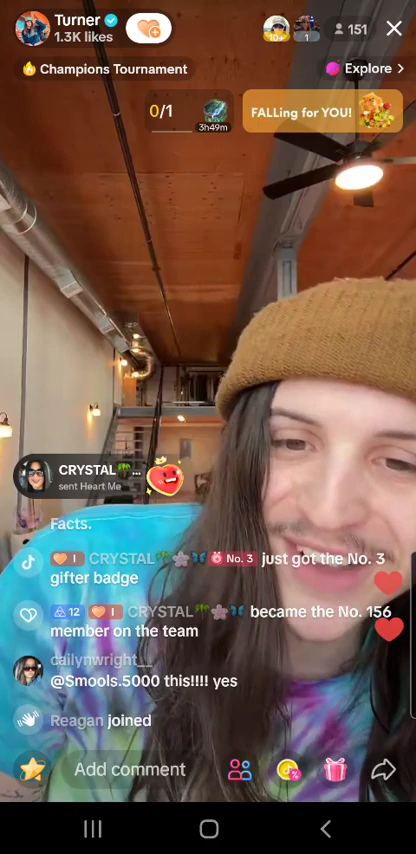 Turner
1.3K likes
10+
1
151
Champions Tournament
Explore >
0/1
3h49m
FALLing for YOU!
CRYSTAL🌴...
sent Heart Me
Facts.
I CRYSTAL🌴🌸🦋 No. 3 just got the No. 3
gifter badge
12 I CRYSTAL🌴🌸🦋 became the No. 156
member on the team
cailynwright__
@Smools.5000 this!!!! yes
Reagan joined
Add comment